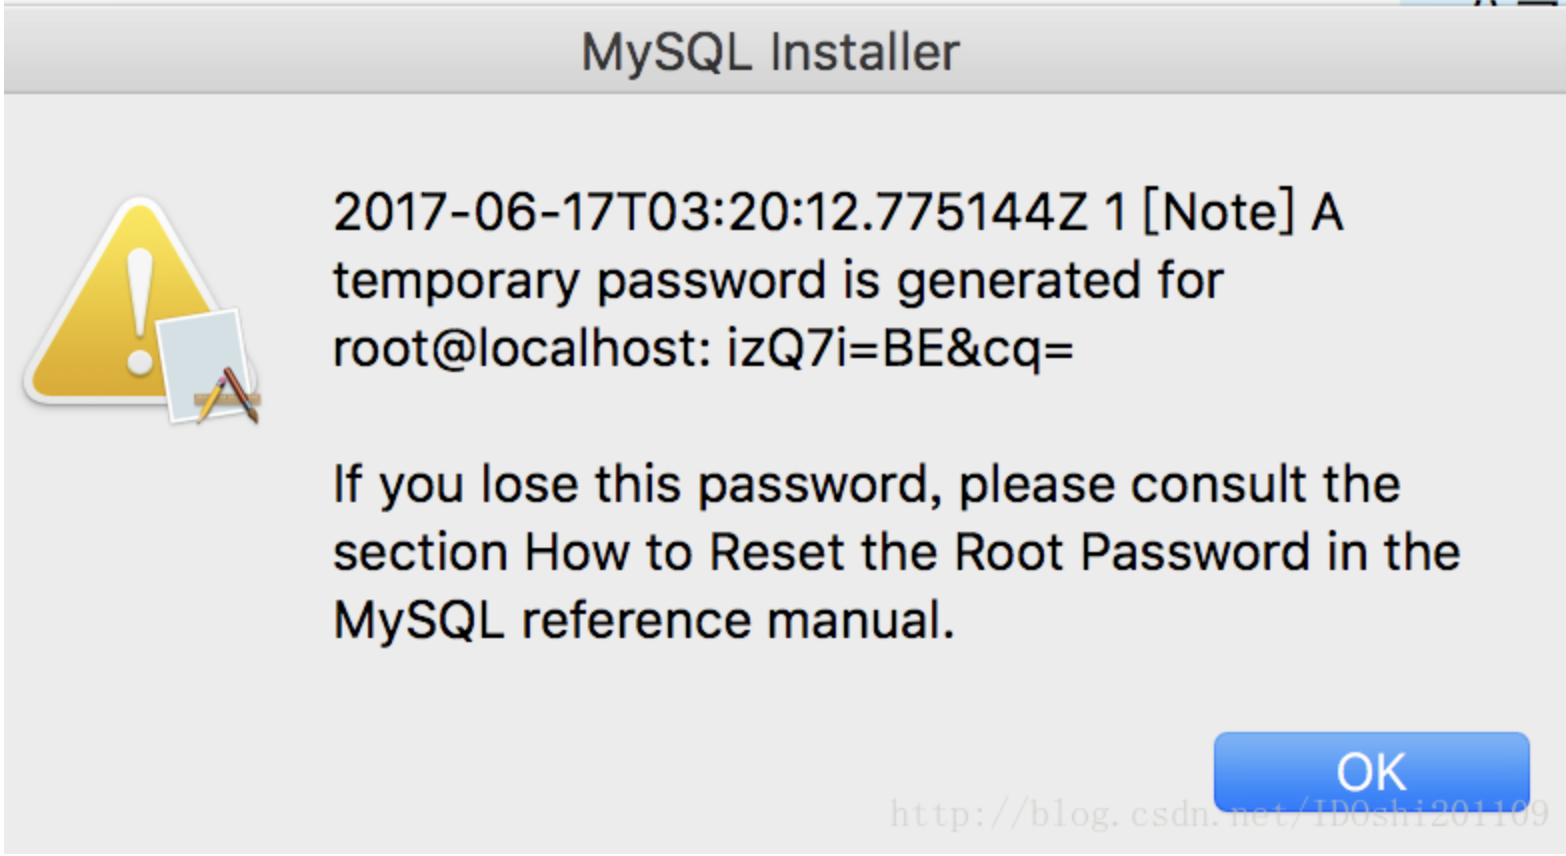 MySQL Installer
2017-06-17T03:20:12.775144Z 1 [Note] A
temporary password is generated for
root@localhost: izQ7i=BE&cq=
If you lose this password, please consult the
section How to Reset the Root Password in the
MySQL reference manual.
OK
http://blog.csdn.net/IDOshi201109